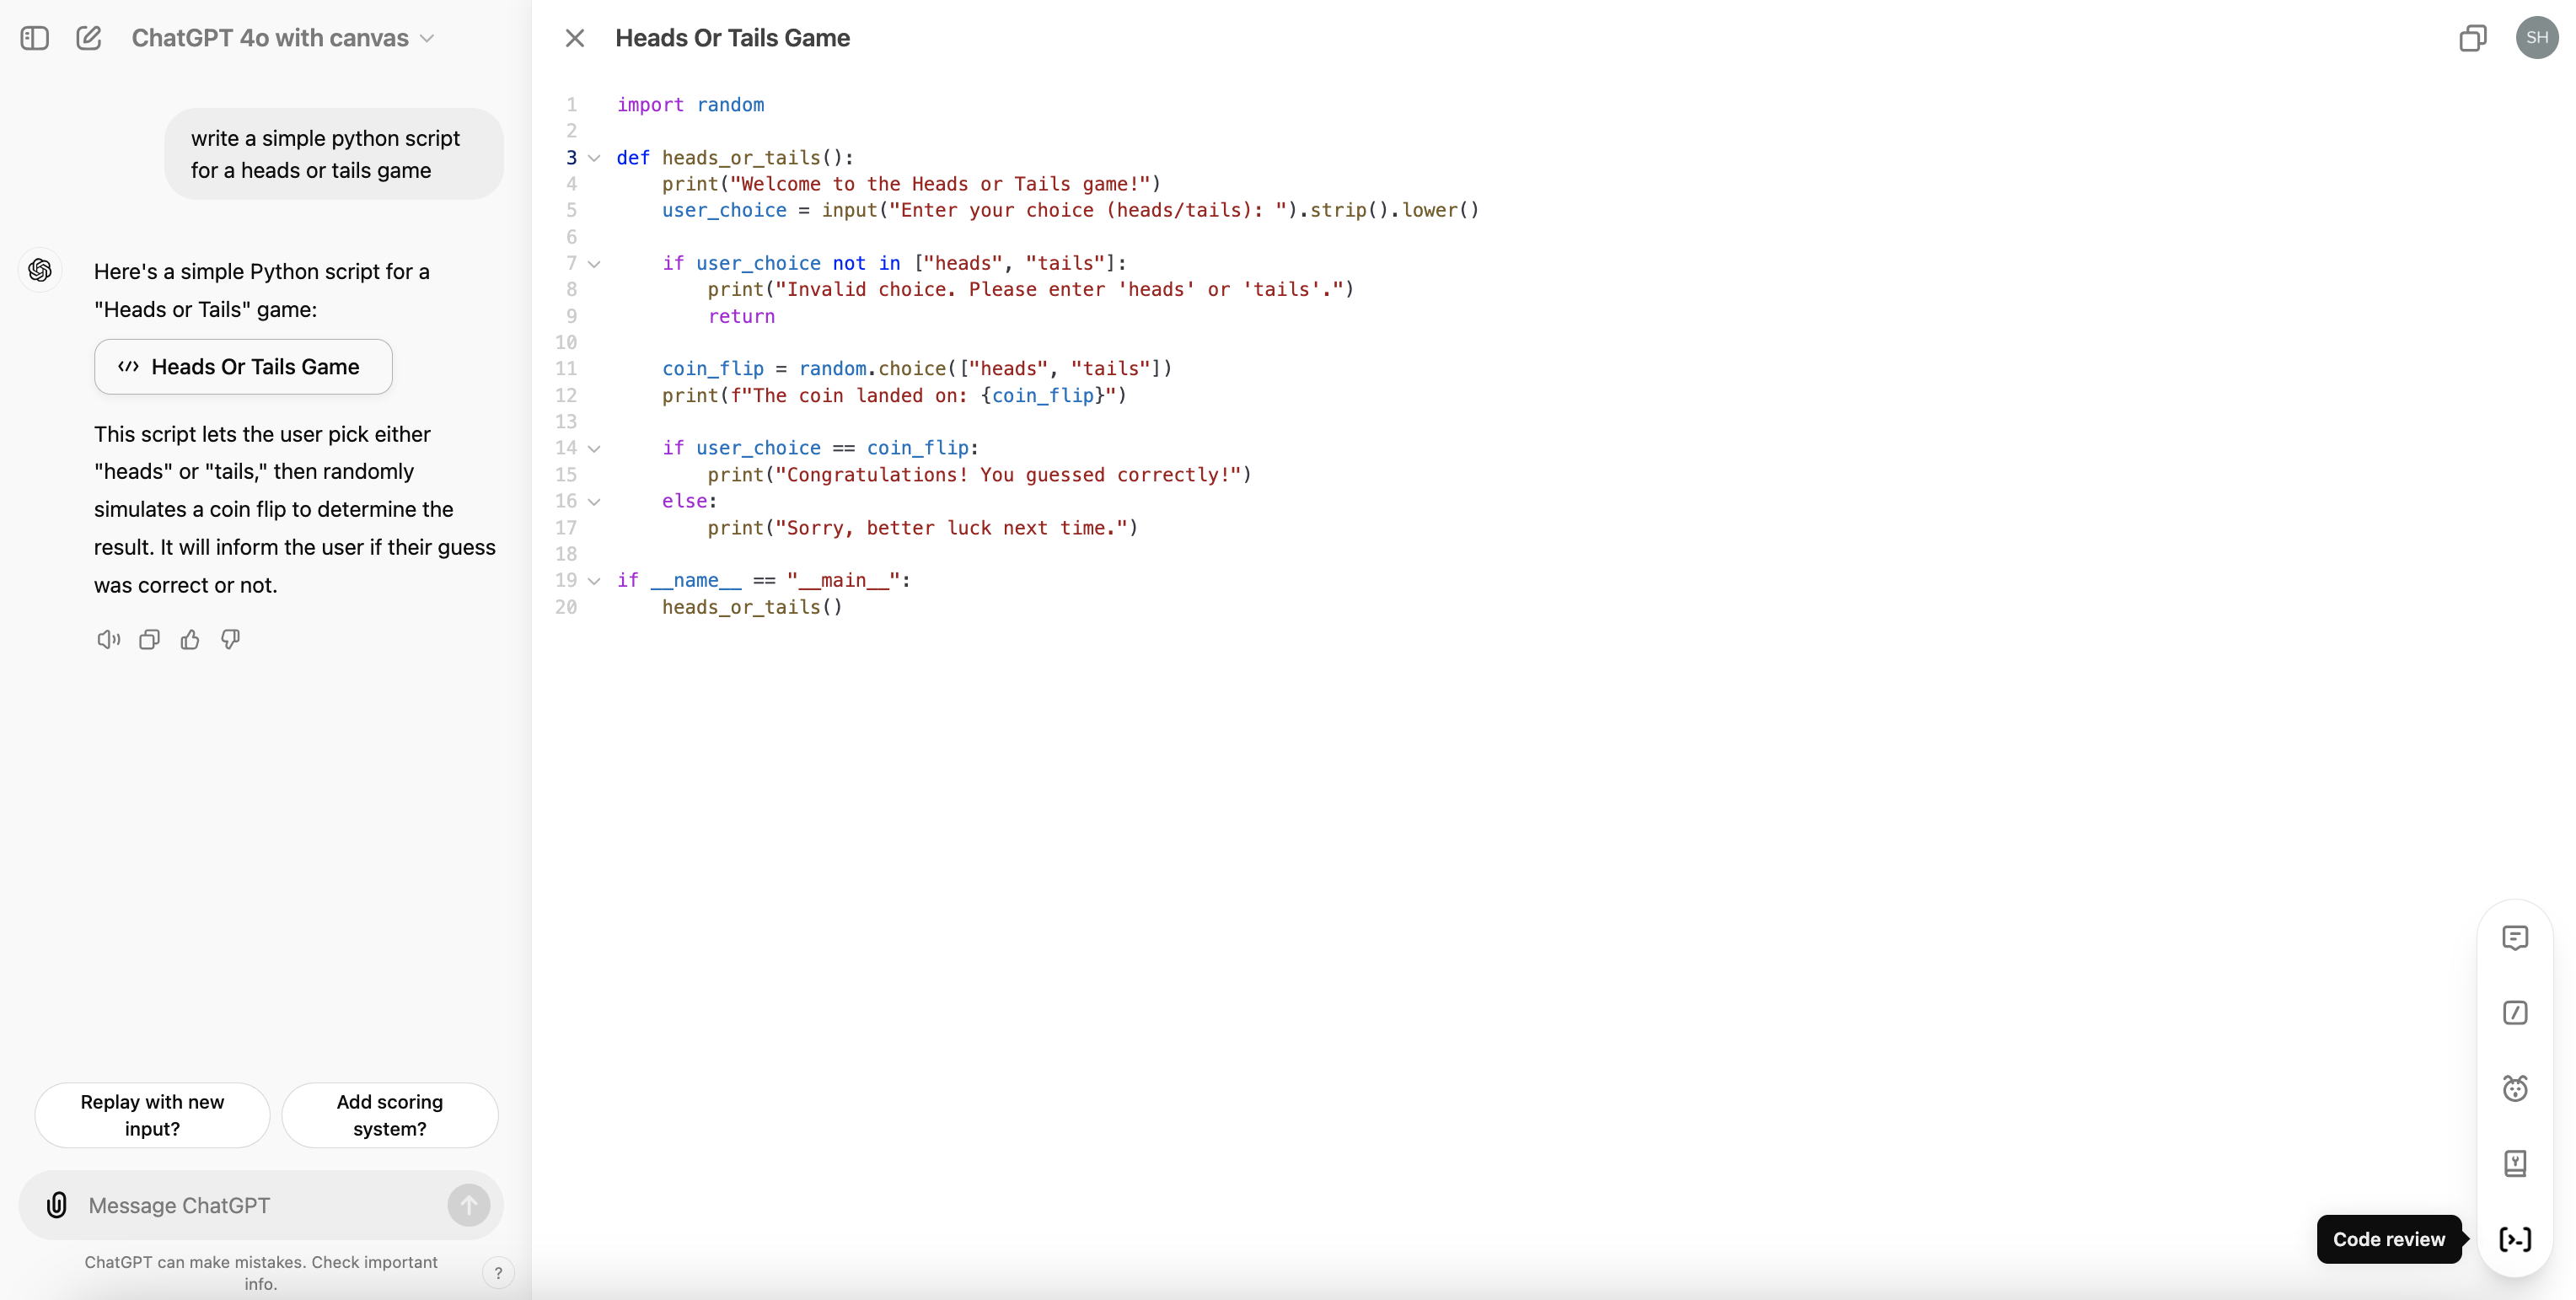 ChatGPT 4o with canvas
write a simple python script
for a heads or tails game
Here's a simple Python script for a
"Heads or Tails" game:
Heads Or Tails Game
This script lets the user pick either
"heads" or "tails," then randomly
simulates a coin flip to determine the
result. It will inform the user if their guess
was correct or not.
Replay with new
input?
Add scoring
system?
Message ChatGPT
ChatGPT can make mistakes. Check important
info.
?
Heads Or Tails Game
SH
1 import random
2
3 def heads_or_tails():
4     print("Welcome to the Heads or Tails game!")
5     user_choice = input("Enter your choice (heads/tails): ").strip().lower()
6
7     if user_choice not in ["heads", "tails"]:
8         print("Invalid choice. Please enter 'heads' or 'tails'.")
9         return
10
11     coin_flip = random.choice(["heads", "tails"])
12     print(f"The coin landed on: {coin_flip}")
13
14     if user_choice == coin_flip:
15         print("Congratulations! You guessed correctly!")
16     else:
17         print("Sorry, better luck next time.")
18
19 if __name__ == "__main__":
20     heads_or_tails()
Code review